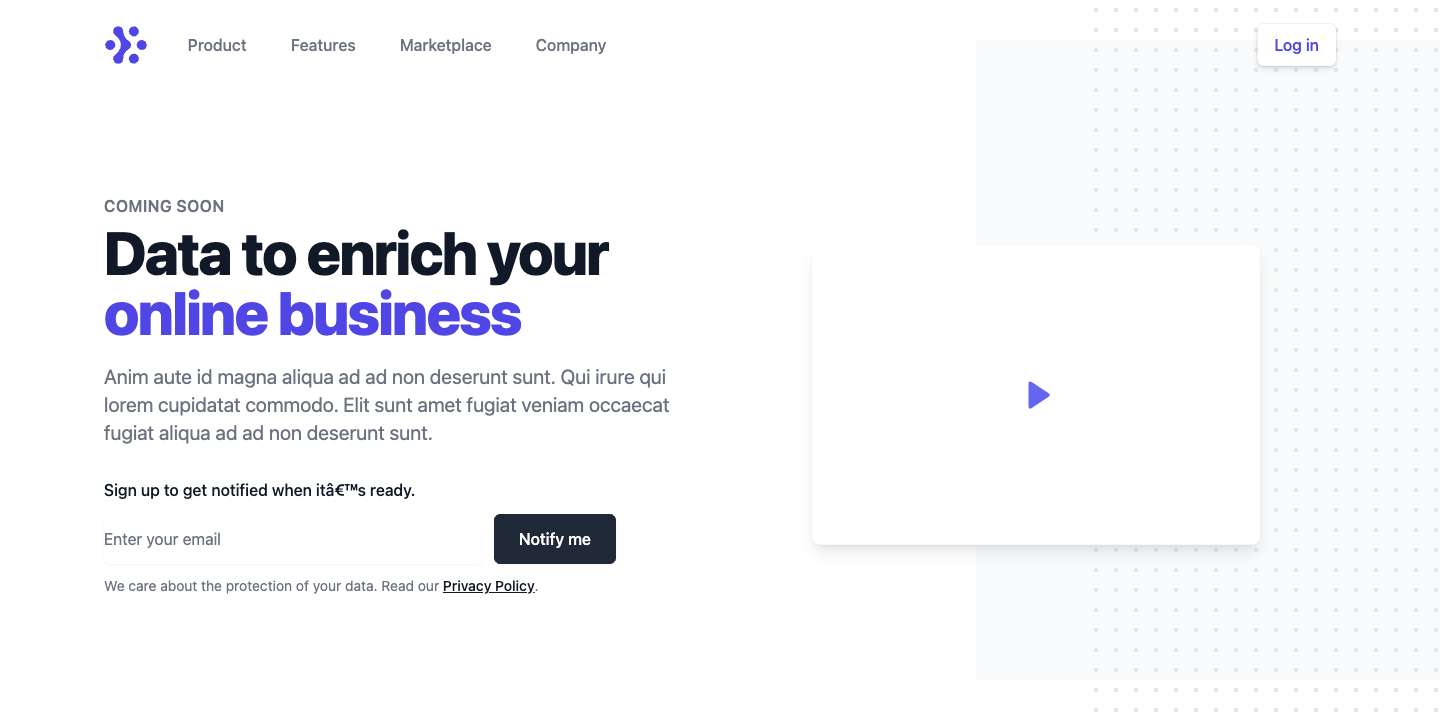 Product Features Marketplace Company Log in
COMING SOON
Data to enrich your
online business
Anim aute id magna aliqua ad ad non deserunt sunt. Qui irure qui
lorem cupidatat commodo. Elit sunt amet fugiat veniam occaecat
fugiat aliqua ad ad non deserunt sunt.
Sign up to get notified when itâ€™s ready.
Enter your email Notify me
We care about the protection of your data. Read our Privacy Policy.